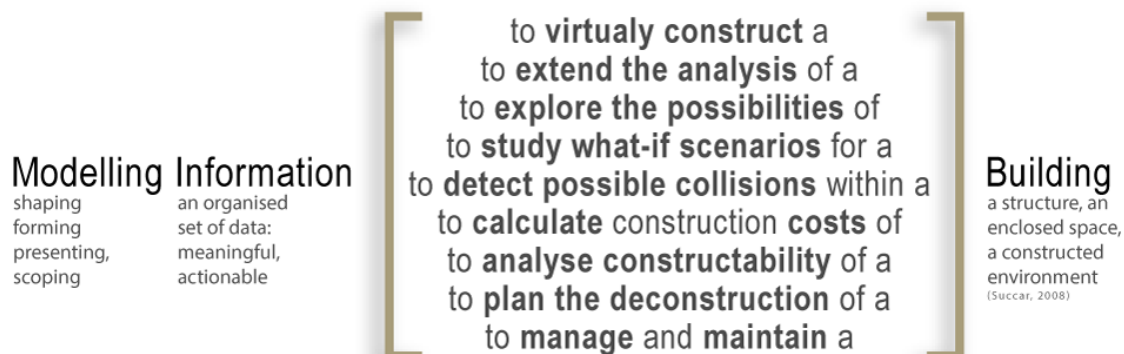 Modelling
shaping
forming
presenting,
scoping
Information
an organised
set of data:
meaningful,
actionable
to virtualy construct a
to extend the analysis of a
to explore the possibilities of
to study what-if scenarios for a
to detect possible collisions within a
to calculate construction costs of
to analyse constructability of a
to plan the deconstruction of a
to manage and maintain a
Building
a structure, an
enclosed space,
a constructed
environment
(Succar, 2008)